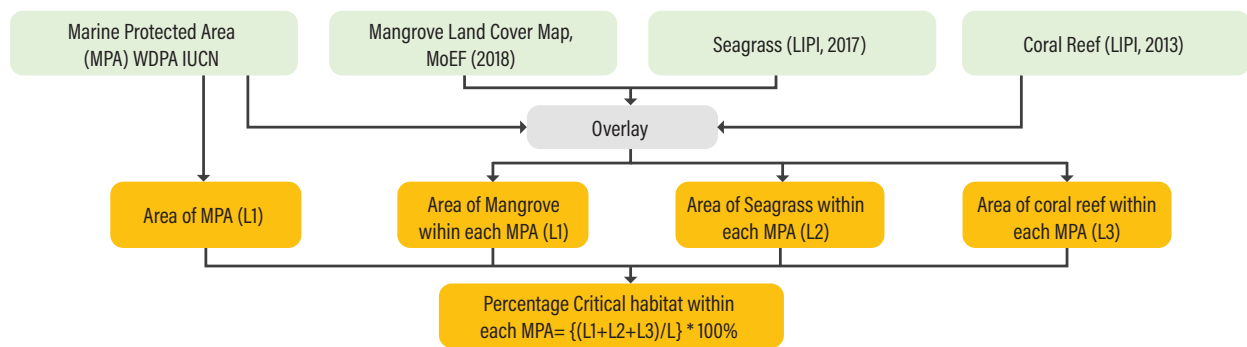 Marine Protected Area
(MPA) WDPA IUCN
Mangrove Land Cover Map,
MoEF (2018)
Seagrass (LIPI, 2017)
Coral Reef (LIPI, 2013)
Overlay
Area of MPA (L1)
Area of Mangrove
wihin each MPA (L1)
Area of Seagrass within
each MPA (L2)
Area of coral reef within
each MPA (L3)
Percentage Critical habitat within
each MPA= {(L1+L2+L3)/L} * 100%